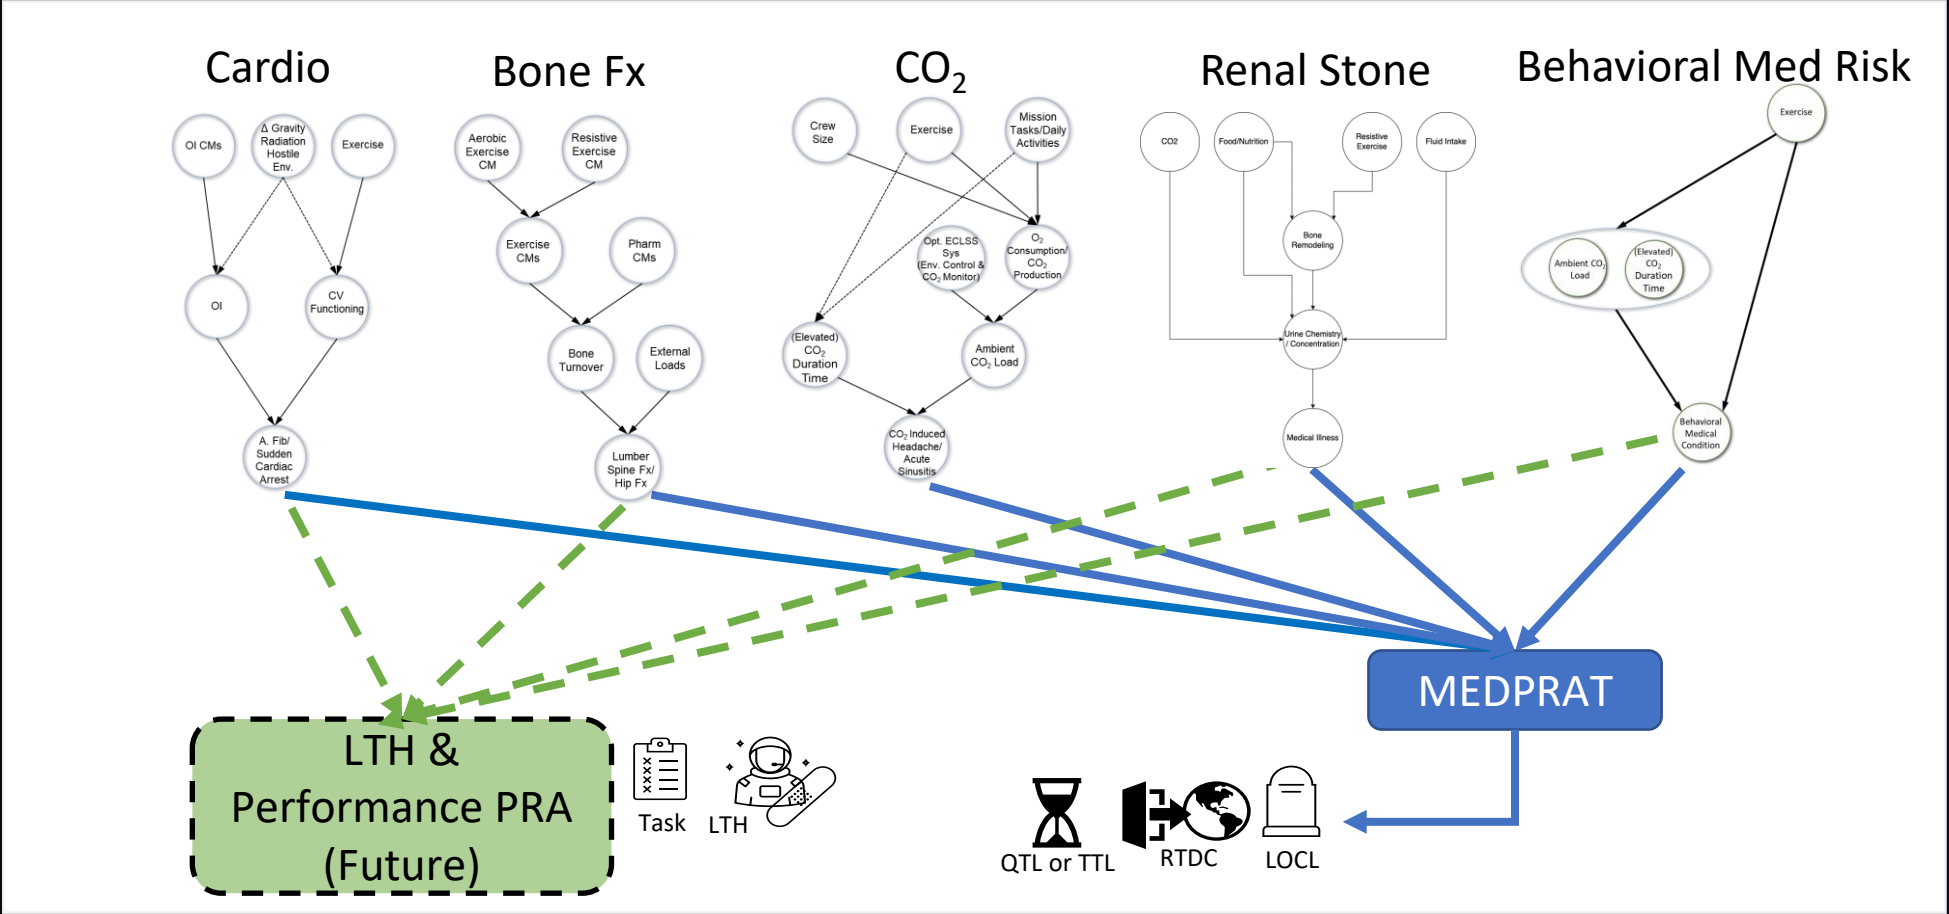 Cardio
Bone Fx
CO₂
Renal Stone
Behavioral Med Risk
OI CMs
Δ Gravity
Radiation
Hostile
Env.
Exercise
OI
CV
Functioning
A. Fib/
Sudden
Cardiac
Arrest
Aerobic
Exercise
CM
Resistive
Exercise
CM
Exercise
CMs
Pharm
CMs
Bone
Turnover
External
Loads
Lumber
Spine Fx/
Hip Fx
Crew
Size
Exercise
Mission
Tasks/Daily
Activities
Opt. ECLSS
Sys
(Env. Control &
CO₂ Monitor)
O₂
Consumption/
CO₂
Production
(Elevated)
CO₂
Duration
Time
Ambient
CO₂ Load
CO₂ Induced
Headache/
Acute
Sinusitis
CO2
Food/Nutrition
Resistive
Exercise
Fluid Intake
Bone
Remodeling
Urine Chemistry
/ Concentration
Medical Illness
Exercise
Ambient CO₂
Load
(Elevated)
CO₂
Duration
Time
Behavioral
Medical
Condition
MEDPRAT
LTH &
Performance PRA
(Future)
Task
LTH
QTL or TTL
RTDC
LOCL